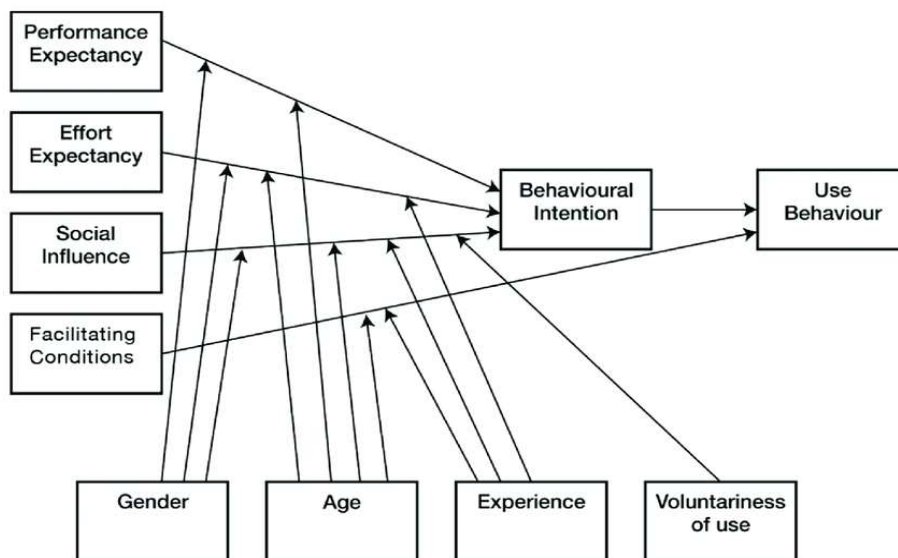 Performance
Expectancy
Effort
Expectancy
Social
Influence
Facilitating
Conditions
Behavioural
Intention
Use
Behaviour
Gender
Age
Experience
Voluntariness
of use